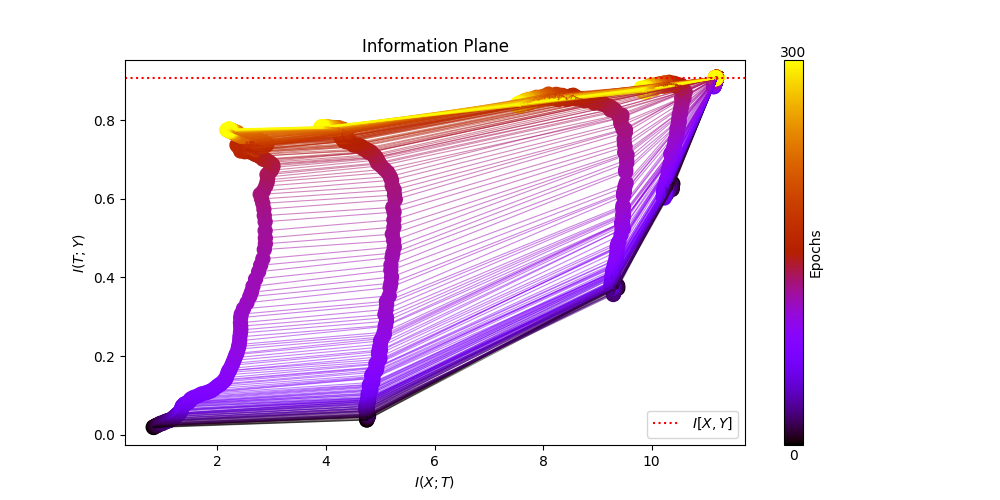 Information Plane
300
0.8
0.6
0.4
0.2
0.0
I(T; Y)
2
4
6
8
10
I(X; T)
I[X, Y]
Epochs
0